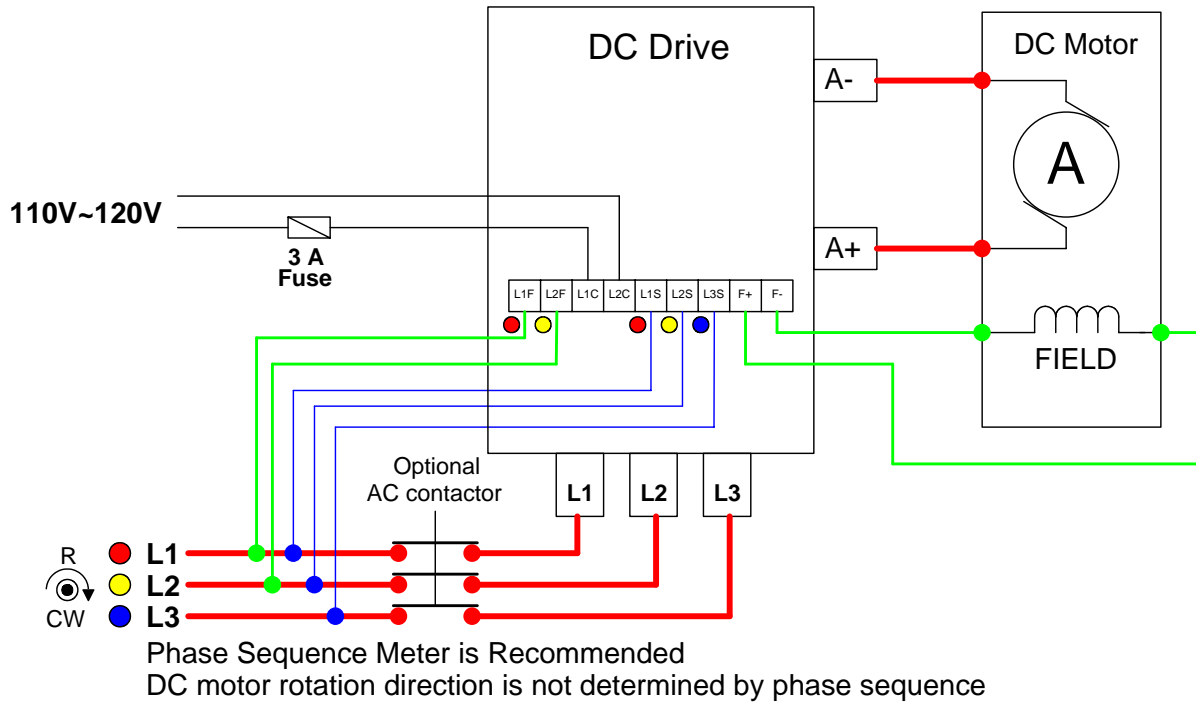 DC Drive
DC Motor
A-
A
110V~120V
A+
3 A
Fuse
L1F L2F L1C L2C L1S L2S L3S F+ F-
FIELD
Optional
AC contactor
L1 L2 L3
R
L1
L2
CW
L3
Phase Sequence Meter is Recommended
DC motor rotation direction is not determined by phase sequence